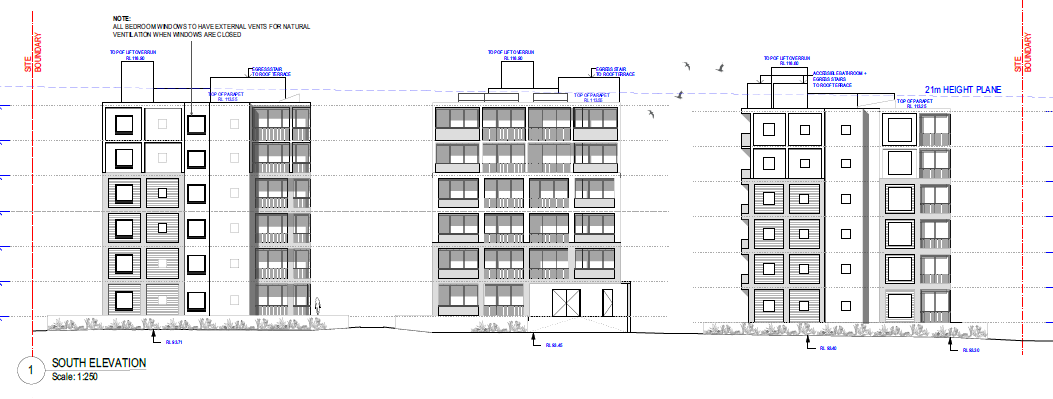 NOTE:
ALL BEDROOM WINDOWS TO HAVE EXTERNAL VENTS FOR NATURAL
VENTILATION WHEN WINDOWS ARE CLOSED
SITE
BOUNDARY
TOP OF LIFT OVERRUN
EGRESS STAIR
TO ROOF TERRACE
TOP OF PARAPET
TOP OF LIFT OVERRUN
EGRESS STAIR
TO ROOF TERRACE
TOP OF PARAPET
TOP OF LIFT OVERRUN
ACCESSIBLE BATHROOM +
EGRESS STAIRS
TO ROOF TERRACE
TOP OF PARAPET
21m HEIGHT PLANE
SITE
BOUNDARY
1
SOUTH ELEVATION
Scale: 1:250